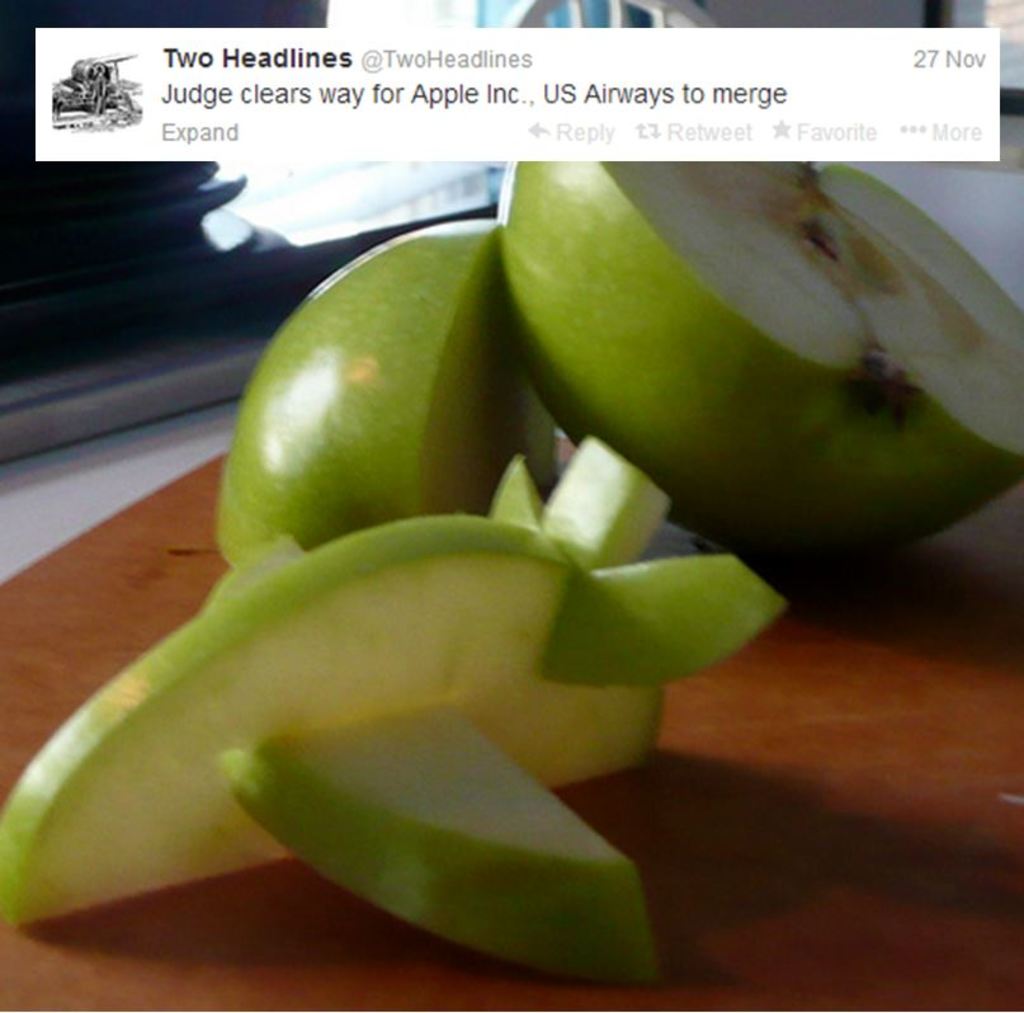 Two Headlines @TwoHeadlines 27 Nov
Judge clears way for Apple Inc., US Airways to merge
Expand Reply Retweet Favorite More